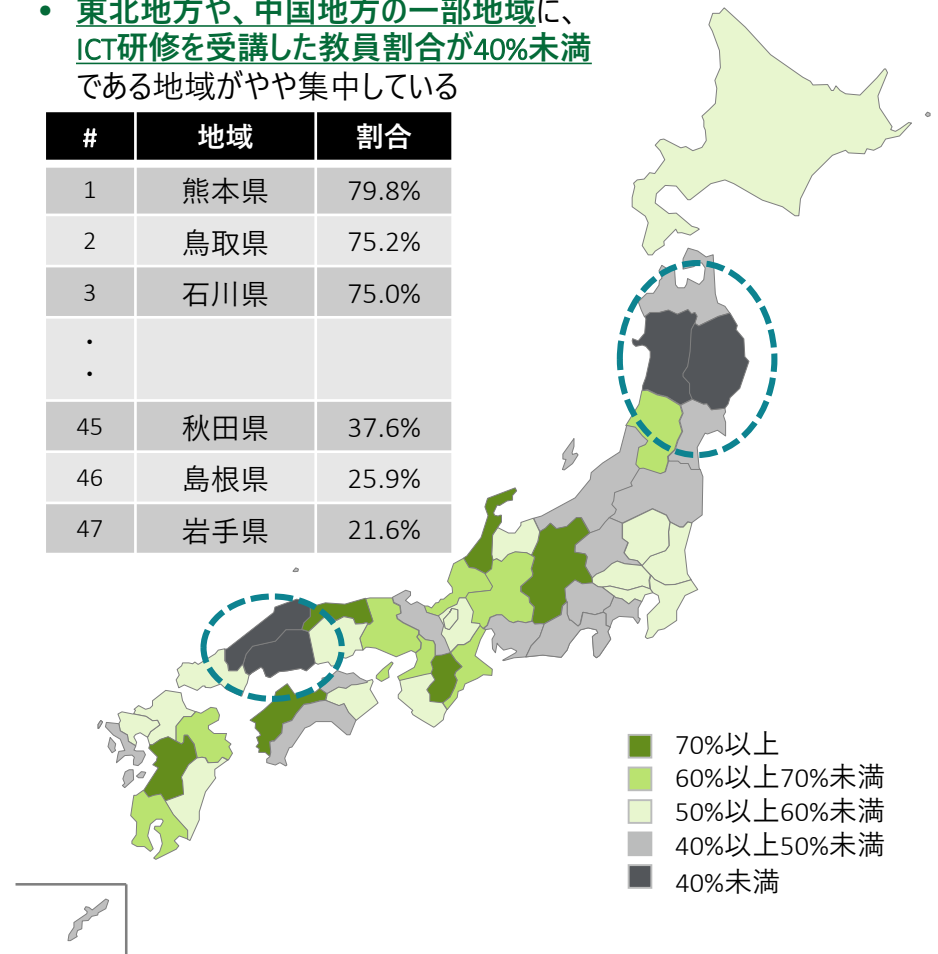 • 東北地方や、中国地方の一部地域に、
ICT研修を受講した教員割合が40%未満
である地域がやや集中している
# 地域 割合
1 熊本県 79.8%
2 鳥取県 75.2%
3 石川県 75.0%
・
・
45 秋田県 37.6%
46 島根県 25.9%
47 岩手県 21.6%
70%以上
60%以上70%未満
50%以上60%未満
40%以上50%未満
40%未満